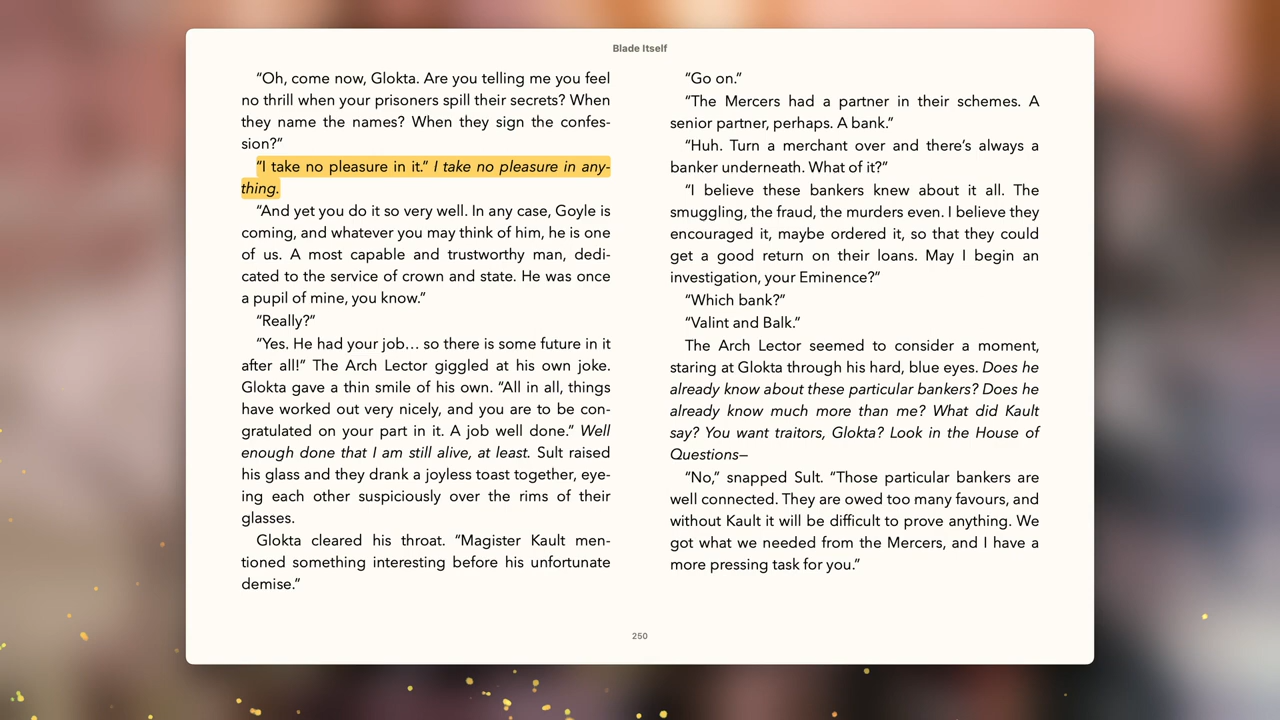 Blade Itself
“Oh, come now, Glokta. Are you telling me you feel
no thrill when your prisoners spill their secrets? When
they name the names? When they sign the confes-
sion?”
“I take no pleasure in it.” I take no pleasure in any-
thing.
“And yet you do it so very well. In any case, Goyle is
coming, and whatever you may think of him, he is one
of us. A most capable and trustworthy man, dedi-
cated to the service of crown and state. He was once
a pupil of mine, you know.”
“Really?”
“Yes. He had your job… so there is some future in it
after all!” The Arch Lector giggled at his own joke.
Glokta gave a thin smile of his own. “All in all, things
have worked out very nicely, and you are to be con-
gratulated on your part in it. A job well done.” Well
enough done that I am still alive, at least. Sult raised
his glass and they drank a joyless toast together, eye-
ing each other suspiciously over the rims of their
glasses.
Glokta cleared his throat. “Magister Kault men-
tioned something interesting before his unfortunate
demise.”
“Go on.”
“The Mercers had a partner in their schemes. A
senior partner, perhaps. A bank.”
“Huh. Turn a merchant over and there’s always a
banker underneath. What of it?”
“I believe these bankers knew about it all. The
smuggling, the fraud, the murders even. I believe they
encouraged it, maybe ordered it, so that they could
get a good return on their loans. May I begin an
investigation, your Eminence?”
“Which bank?”
“Valint and Balk.”
The Arch Lector seemed to consider a moment,
staring at Glokta through his hard, blue eyes. Does he
already know about these particular bankers? Does he
already know much more than me? What did Kault
say? You want traitors, Glokta? Look in the House of
Questions—
“No,” snapped Sult. “Those particular bankers are
well connected. They are owed too many favours, and
without Kault it will be difficult to prove anything. We
got what we needed from the Mercers, and I have a
more pressing task for you.”
250